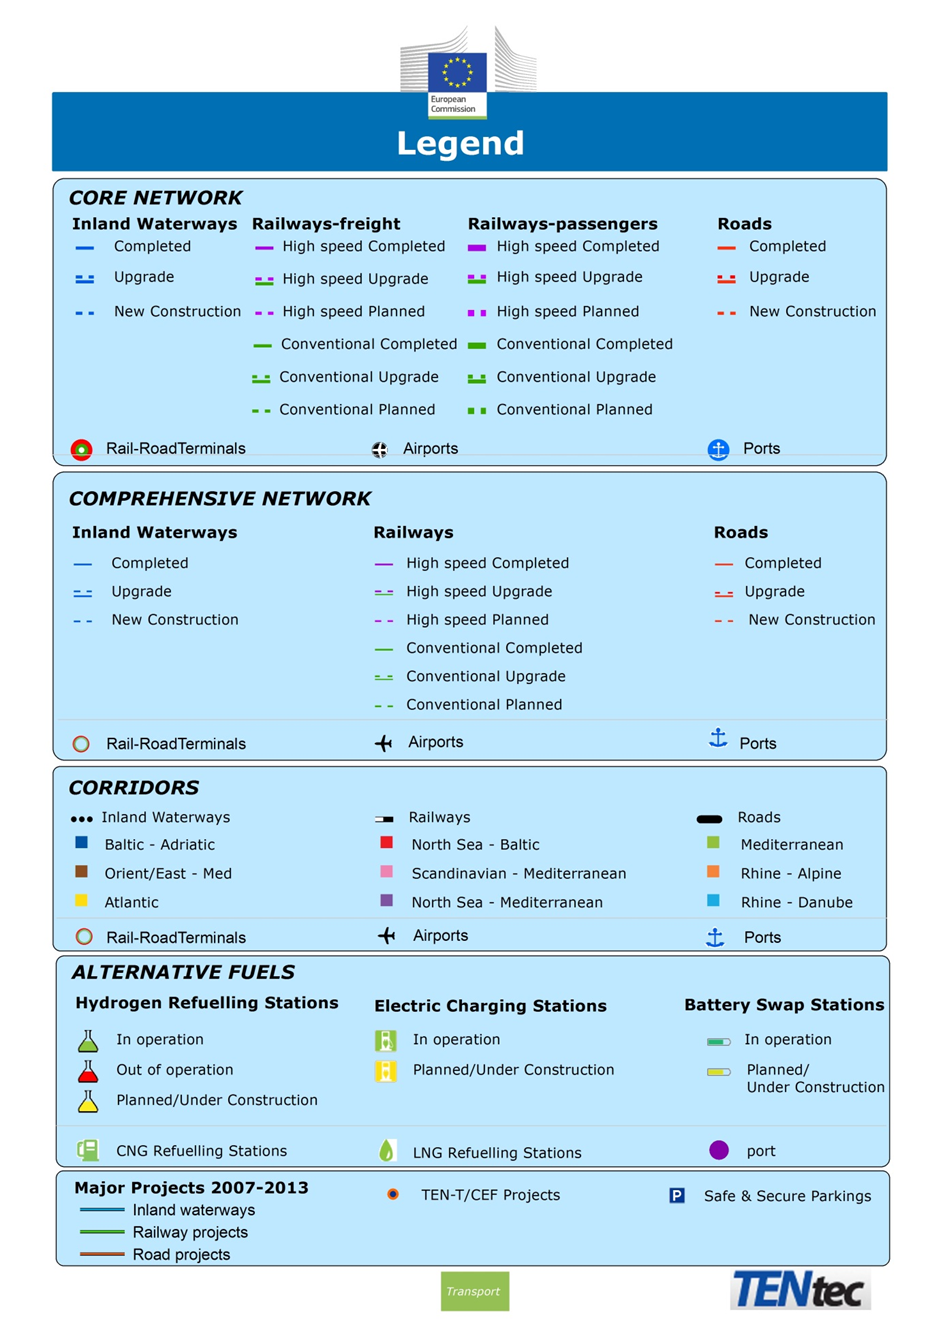 European
Commission
Legend
CORE NETWORK
Inland Waterways
Completed
Upgrade
New Construction
Railways-freight
High speed Completed
High speed Upgrade
High speed Planned
Conventional Completed
Conventional Upgrade
Conventional Planned
Railways-passengers
High speed Completed
High speed Upgrade
High speed Planned
Conventional Completed
Conventional Upgrade
Conventional Planned
Roads
Completed
Upgrade
New Construction
Rail-RoadTerminals
Airports
Ports
COMPREHENSIVE NETWORK
Inland Waterways
Completed
Upgrade
New Construction
Railways
High speed Completed
High speed Upgrade
High speed Planned
Conventional Completed
Conventional Upgrade
Conventional Planned
Roads
Completed
Upgrade
New Construction
Rail-RoadTerminals
Airports
Ports
CORRIDORS
Inland Waterways
Railways
Roads
Baltic - Adriatic
North Sea - Baltic
Mediterranean
Orient/East - Med
Scandinavian - Mediterranean
Rhine - Alpine
Atlantic
North Sea - Mediterranean
Rhine - Danube
Rail-RoadTerminals
Airports
Ports
ALTERNATIVE FUELS
Hydrogen Refuelling Stations
In operation
Out of operation
Planned/Under Construction
Electric Charging Stations
In operation
Planned/Under Construction
Battery Swap Stations
In operation
Planned/
Under Construction
CNG Refuelling Stations
LNG Refuelling Stations
port
Major Projects 2007-2013
Inland waterways
Railway projects
Road projects
TEN-T/CEF Projects
P
Safe & Secure Parkings
Transport
TENtec